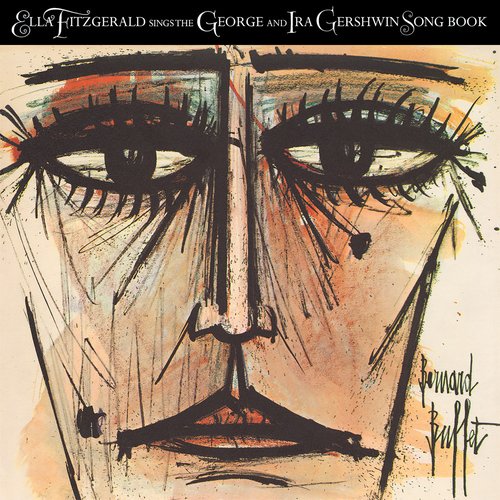 Ella Fitzgerald sings the George and Ira Gershwin Song Book
Bernard
Buffet